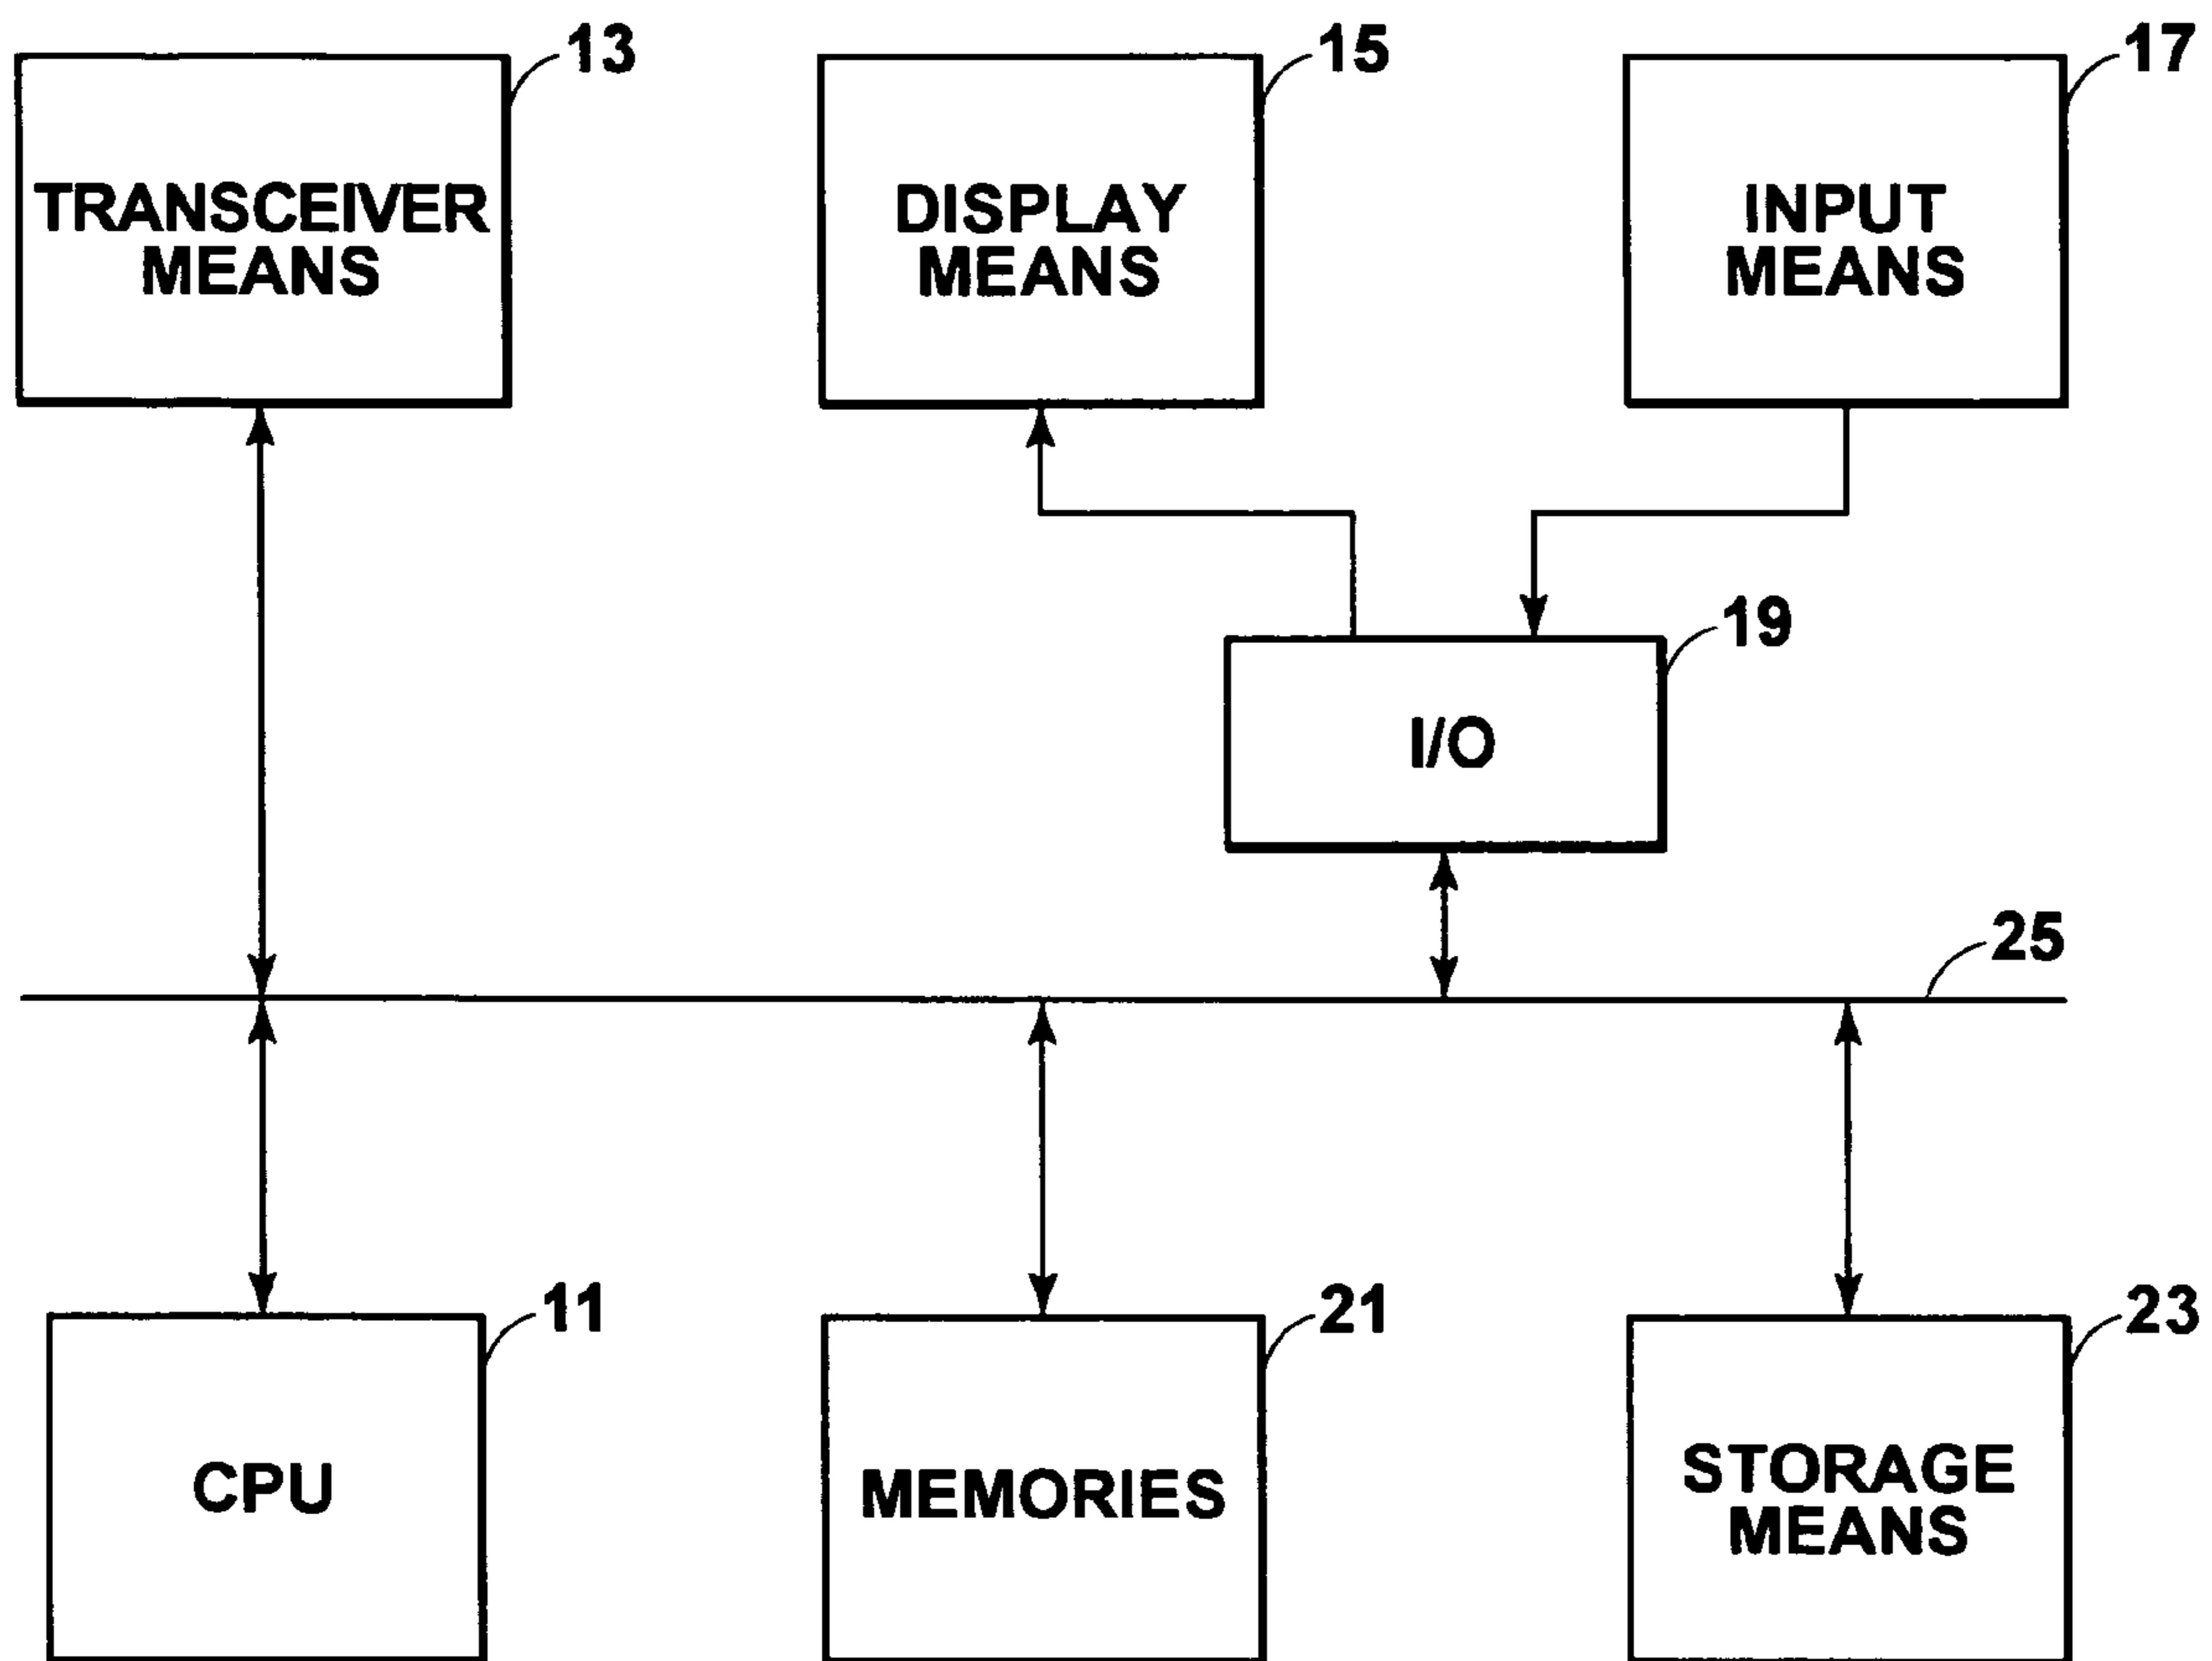 13
15
17
TRANSCEIVER
MEANS
DISPLAY
MEANS
INPUT
MEANS
19
I/O
25
11
21
23
CPU
MEMORIES
STORAGE
MEANS